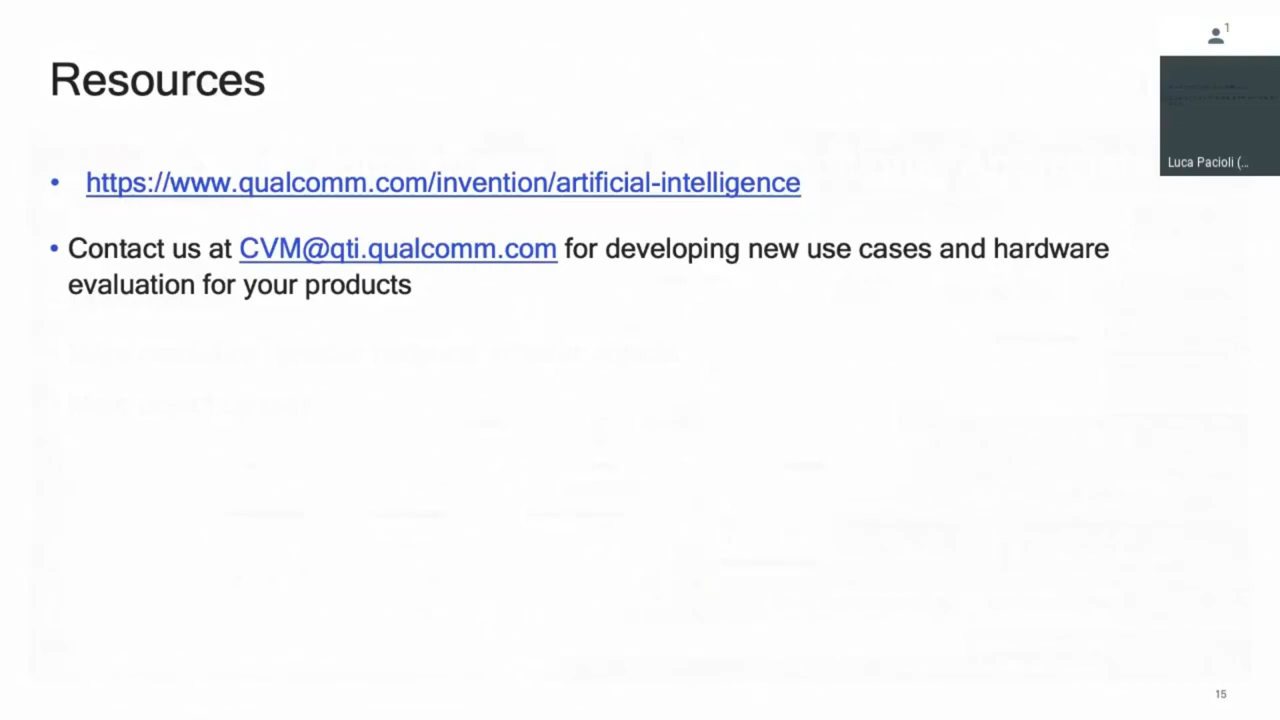 1
Resources
Luca Pacioli (...
• https://www.qualcomm.com/invention/artificial-intelligence
• Contact us at CVM@qti.qualcomm.com for developing new use cases and hardware
evaluation for your products
15